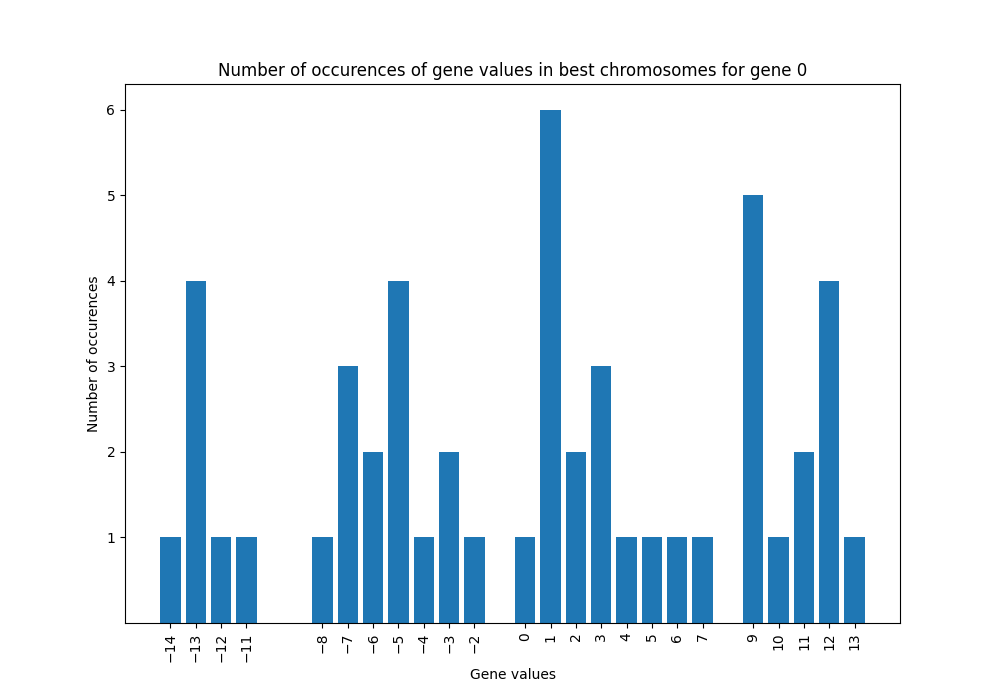 Number of occurences of gene values in best chromosomes for gene 0
Number of occurences
6
5
4
3
2
1
−14 −13 −12 −11 −8 −7 −6 −5 −4 −3 −2 0 1 2 3 4 5 6 7 9 10 11 12 13
Gene values